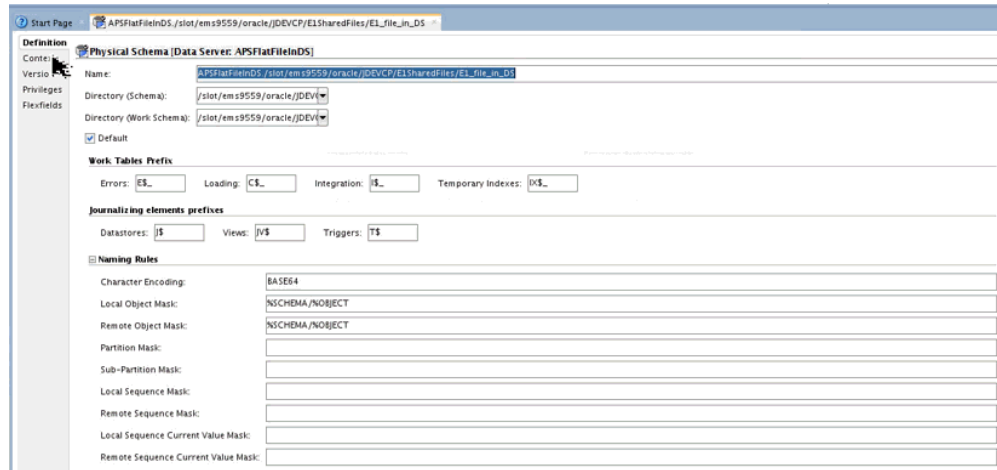 Start Page APSFlatFileInDS./slot/ems9559/oracle/JDEVCP/E1SharedFiles/E1_file_in_DS
Definition
Versio
Privileges
Flexfields
Physical Schema [Data Server: APSFlatFileInDS]
Name: APSFlatFileInDS./slot/ems9559/oracle/JDEVCP/E1SharedFiles/E1_file_in_DS
Directory (Schema): /slot/ems9559/oracle/JDEV(
Directory (Work Schema): /slot/ems9559/oracle/JDEV(
Default
Work Tables Prefix
Errors: E$_ Loading: C$_ Integration: I$_ Temporary Indexes: IX$_
Journalizing elements prefixes
Datastores: J$ Views: JV$ Triggers: T$
Naming Rules
Character Encoding: BASE64
Local Object Mask: %SCHEMA/%OBJECT
Remote Object Mask: %SCHEMA/%OBJECT
Partition Mask:
Sub-Partition Mask:
Local Sequence Mask:
Remote Sequence Mask:
Local Sequence Current Value Mask:
Remote Sequence Current Value Mask: